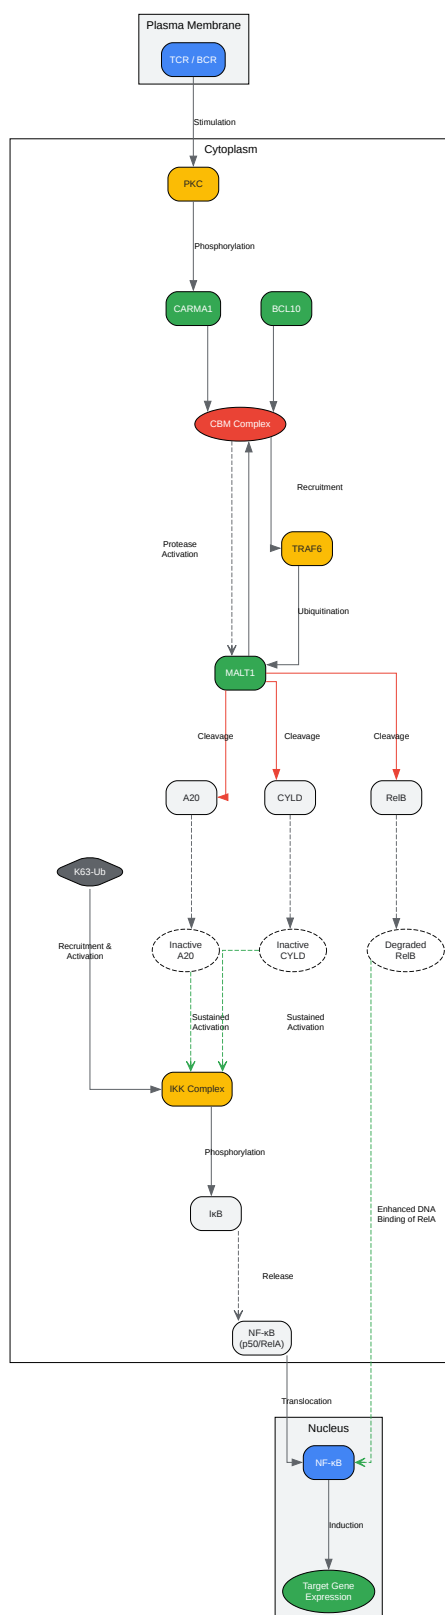 Plasma Membrane
TCR / BCR
Stimulation
Cytoplasm
PKC
Phosphorylation
CARMA1
BCL10
CBM Complex
Recruitment
Protease
Activation
TRAF6
Ubiquitination
MALT1
Cleavage
Cleavage
Cleavage
A20
CYLD
RelB
K63-Ub
Recruitment &
Activation
Inactive
A20
Inactive
CYLD
Degraded
RelB
Sustained
Activation
Sustained
Activation
IKK Complex
Phosphorylation
IκB
Enhanced DNA
Binding of RelA
Release
NF-κB
(p50/RelA)
Translocation
Nucleus
NF-κB
Induction
Target Gene
Expression